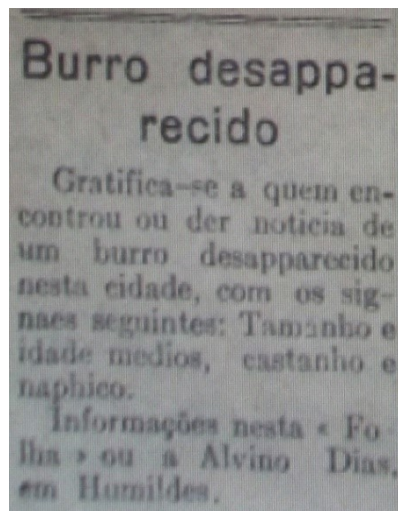 Burro desappa-
recido
Gratifica-se a quem en-
controu ou der noticia de
um burro desapparecido
nesta cidade, com os sig-
naes seguintes: Tamanho e
idade medios, castanho e
naphico.
Informações nesta « Fo
lha » ou a Alvino Dias,
em Humildes.